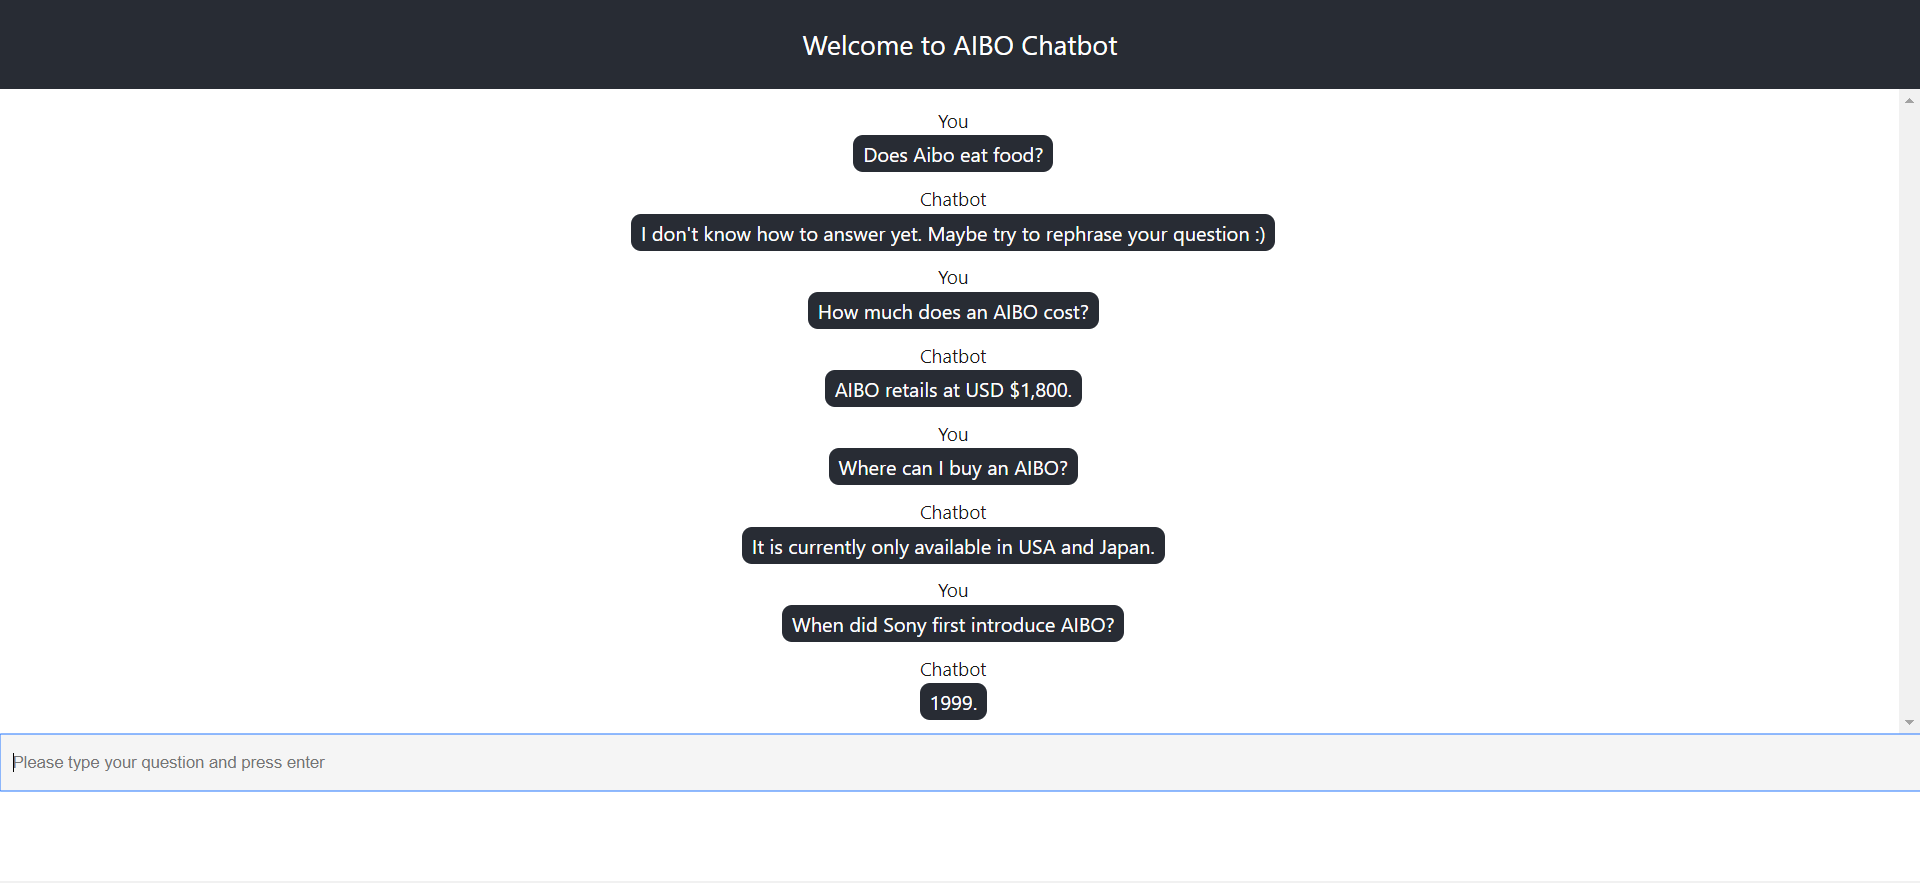 Welcome to AIBO Chatbot
You
Does Aibo eat food?
Chatbot
I don't know how to answer yet. Maybe try to rephrase your question :)
You
How much does an AIBO cost?
Chatbot
AIBO retails at USD $1,800.
You
Where can I buy an AIBO?
Chatbot
It is currently only available in USA and Japan.
You
When did Sony first introduce AIBO?
Chatbot
1999.
Please type your question and press enter